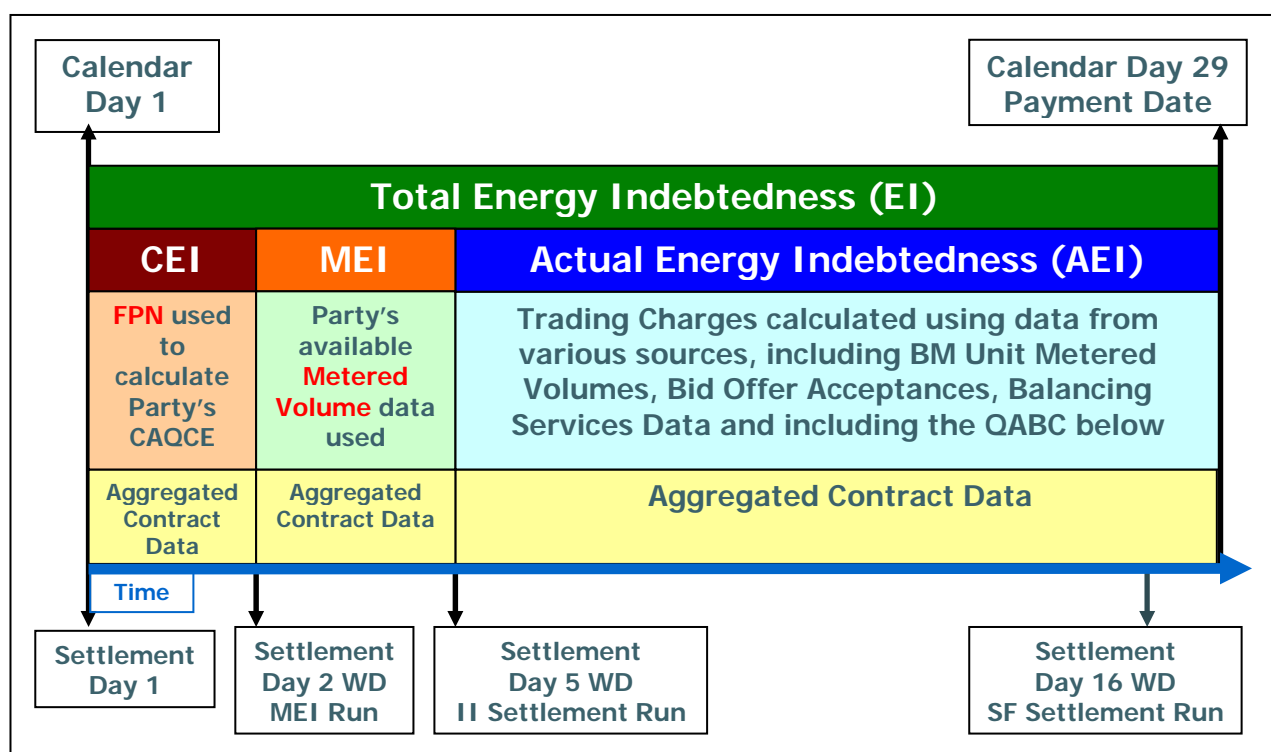 Calendar
Day 1
Calendar Day 29
Payment Date
Total Energy Indebtedness (EI)
CEI
MEI
Actual Energy Indebtedness (AEI)
FPN used
to
calculate
Party's
CAQCE
Party's
available
Metered
Volume data
used
Trading Charges calculated using data from
various sources, including BM Unit Metered
Volumes, Bid Offer Acceptances, Balancing
Services Data and including the QABC below
Aggregated
Contract
Data
Aggregated
Contract Data
Aggregated Contract Data
Time
Settlement
Day 1
Settlement
Day 2 WD
MEI Run
Settlement
Day 5 WD
II Settlement Run
Settlement
Day 16 WD
SF Settlement Run